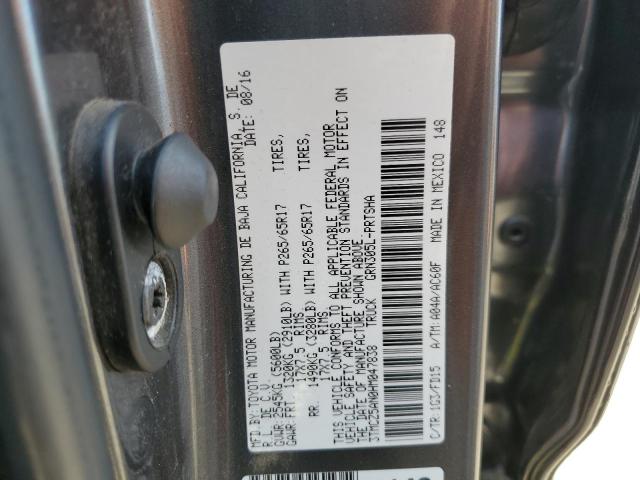 MFD. BY: TOYOTA MOTOR MANUFACTURING DE BAJA CALIFORNIA, S. DE
R.L. DE C.V. DATE: 08/16
GVWR: 2545KG (5600LB)
GAWR: FRT. 1320KG (2910LB) WITH P265/65R17 TIRES,
17X7.5 RIMS
RR. 1490KG (3280LB) WITH P265/65R17 TIRES,
17X7.5 RIMS
THIS VEHICLE CONFORMS TO ALL APPLICABLE FEDERAL MOTOR
VEHICLE SAFETY AND THEFT PREVENTION STANDARDS IN EFFECT ON
THE DATE OF MANUFACTURE SHOWN ABOVE.
3TMCZ5AN0HM047638 TRUCK GRN305L-PRTSHA
C/TR:1G3/FD15 A/TM:A04A/AC60F MADE IN MEXICO 148